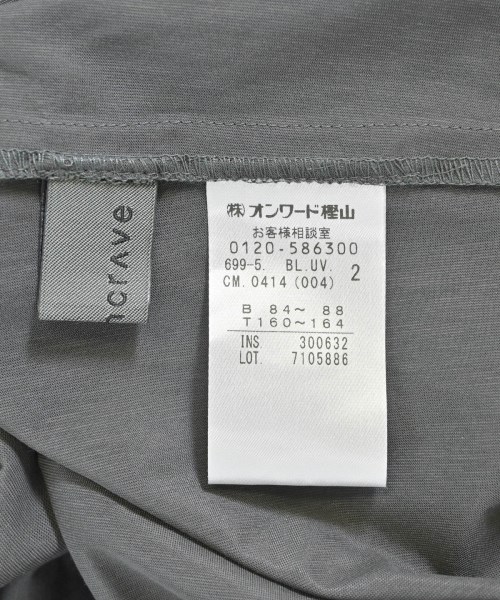 ncrave
㈱オンワード樫山
お客様相談室
0120-586300
699-5. BL.UV. 2
CM. 0414 (004)
B 84〜 88
T 160〜164
INS. 300632
LOT. 7105886